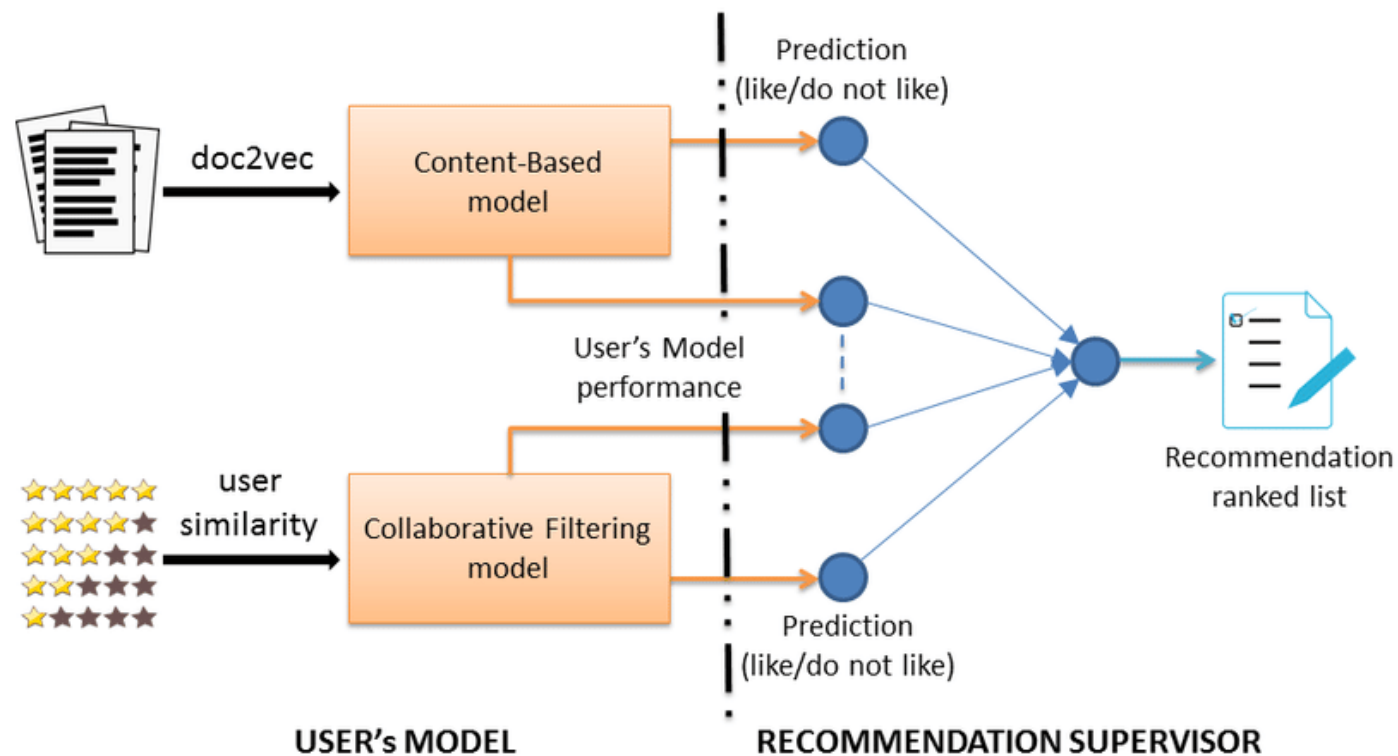 Prediction
(like/do not like)
doc2vec
Content-Based
model
User's Model
performance
user
similarity
Collaborative Filtering
model
Recommendation
ranked list
Prediction
(like/do not like)
USER's MODEL
RECOMMENDATION SUPERVISOR